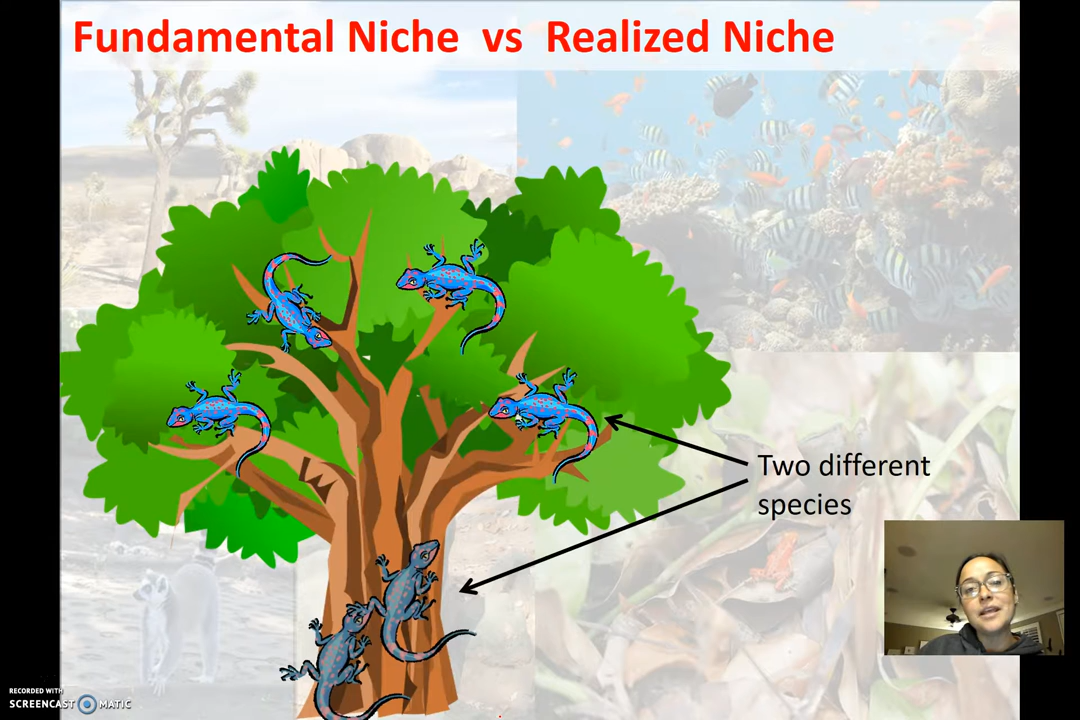 Fundamental Niche vs Realized Niche
Two different
species
RECORDED WITH
SCREENCAST MATIC